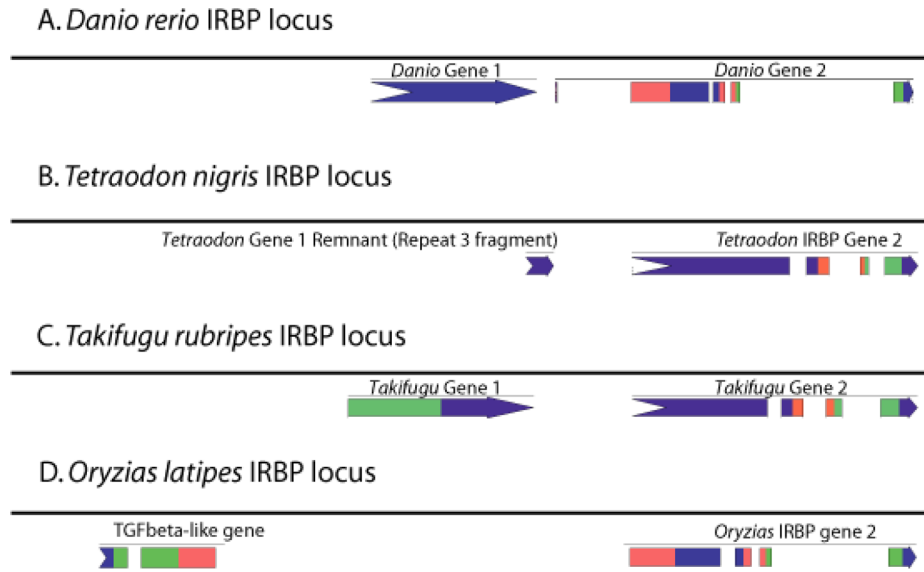 A. Danio rerio IRBP locus
Danio Gene 1 Danio Gene 2
B. Tetraodon nigris IRBP locus
Tetraodon Gene 1 Remnant (Repeat 3 fragment) Tetraodon IRBP Gene 2
C. Takifugu rubripes IRBP locus
Takifugu Gene 1 Takifugu Gene 2
D. Oryzias latipes IRBP locus
TGFbeta-like gene Oryzias IRBP gene 2